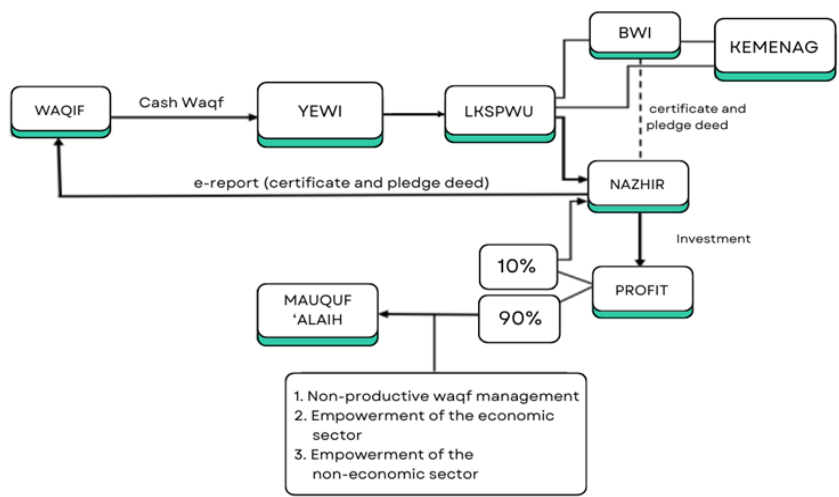 BWI
KEMENAG
WAQIF
Cash Waqf
YEWI
LKSPWU
certificate and
pledge deed
e-report (certificate and pledge deed)
NAZHIR
Investment
10%
PROFIT
MAUQUF
‘ALAIH
90%
1. Non-productive waqf management
2. Empowerment of the economic
sector
3. Empowerment of the
non-economic sector